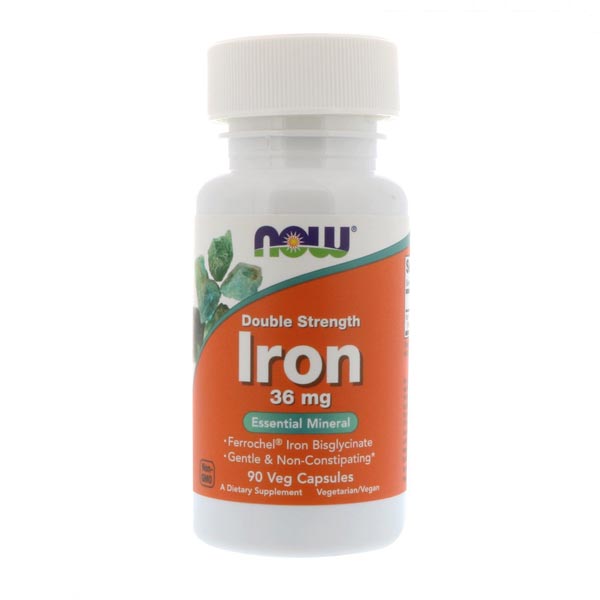 NOW®
Double Strength
Iron
36 mg
Essential Mineral
• Ferrochel® Iron Bisglycinate
• Gentle & Non-Constipating*
90 Veg Capsules
Non-
GMO
A Dietary Supplement Vegetarian/Vegan